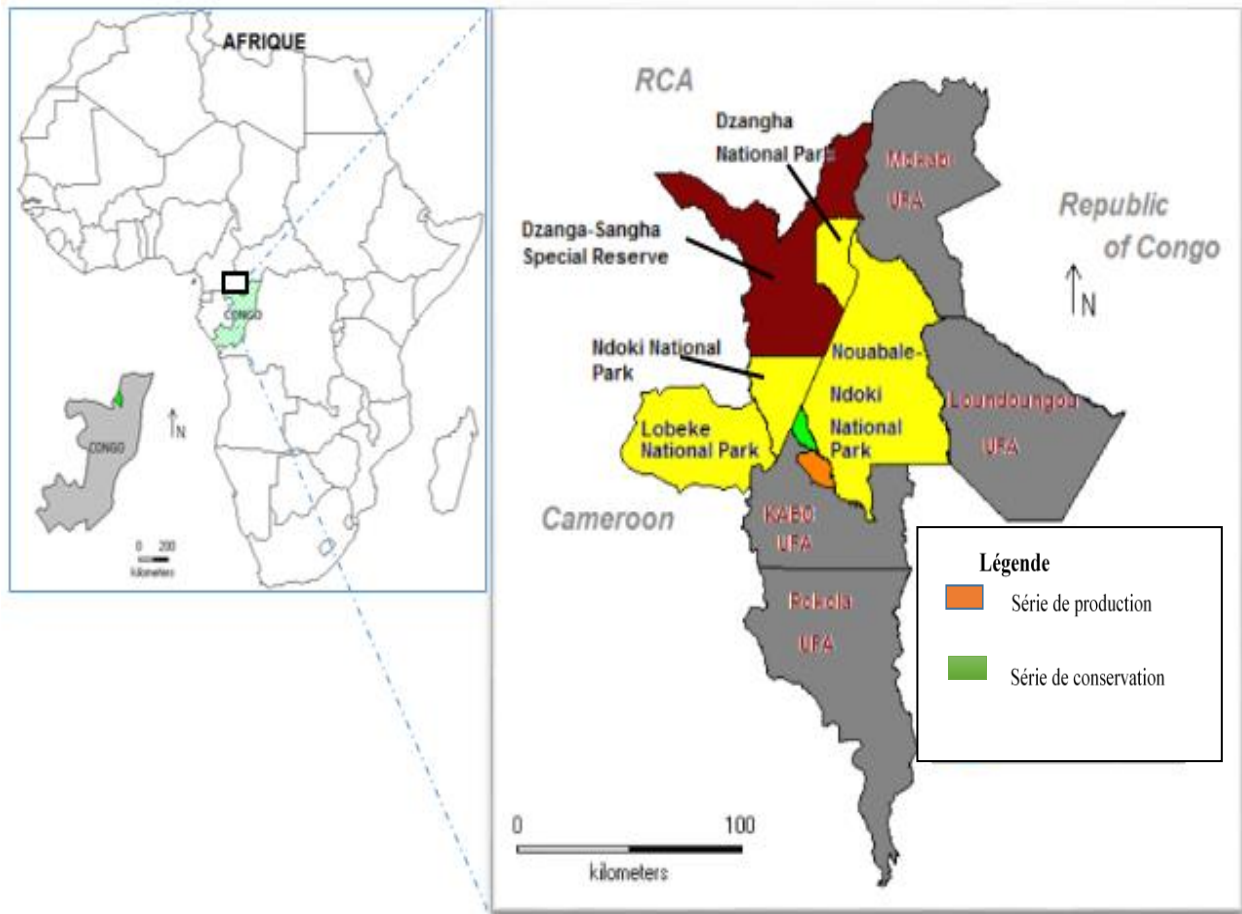 AFRIQUE
CONGO
CONGO
N
0 200
kilometers
RCA
Dzangha
National Park
Mokabi
UFA
Dzanga-Sangha
Special Reserve
Republic
of Congo
N
Ndoki National
Park
Nouabale-
Ndoki
National
Park
Loundoungou
UFA
Lobeke
National Park
Cameroon
KABO
UFA
Pokola
UFA
Légende
Série de production
Série de conservation
0 100
kilometers